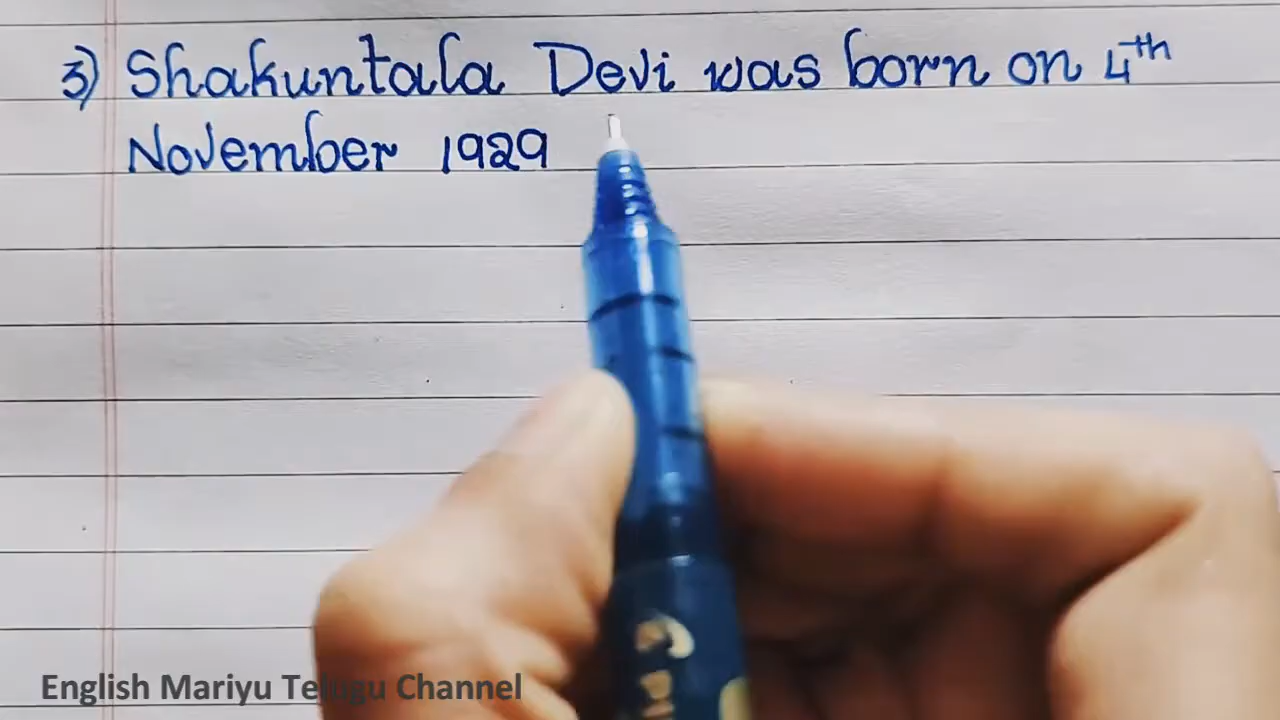 3) Shakuntala Devi was born on 4th
November 1929
English Mariyu Telugu Channel